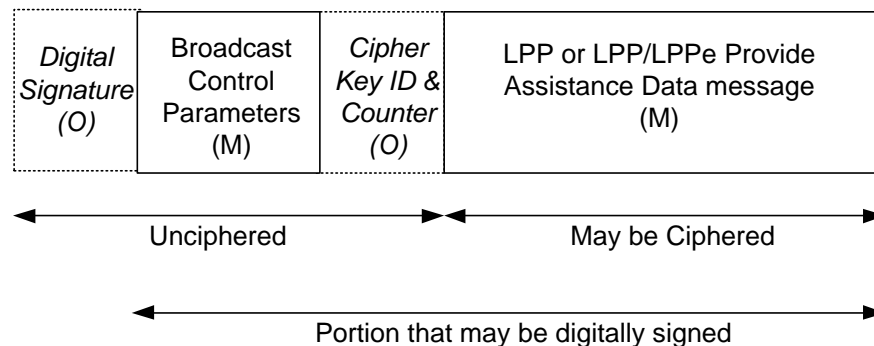 Digital
Signature
(O)
Broadcast
Control
Parameters
(M)
Cipher
Key ID &
Counter
(O)
LPP or LPP/LPPe Provide
Assistance Data message
(M)
Unciphered
May be Ciphered
Portion that may be digitally signed